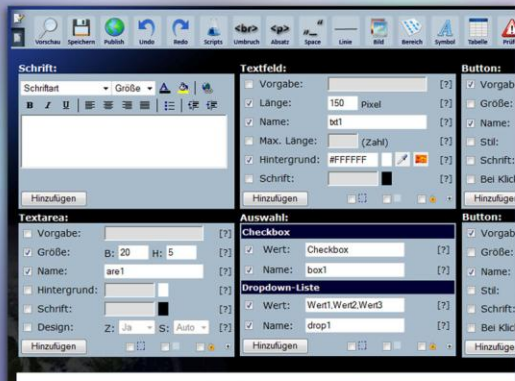 Vorschau Speichern Publish Undo Redo Scripts <br> Umbruch <p> Absatz Space Linie Bild Bereich Symbol Tabelle
Schrift:
Schriftart Größe A
B I U
Hinzufügen
Textfeld:
Vorgabe: [?]
Länge: 150 Pixel [?]
Name: txt1 [?]
Max. Länge: (Zahl) [?]
Hintergrund: #FFFFFF [?]
Schrift: [?]
Hinzufügen
Button:
Vorgab
Größe:
Name:
Stil:
Schrift:
Bei Klic
Hinzufüge
Textarea:
Vorgabe: [?]
Größe: B: 20 H: 5 [?]
Name: are1 [?]
Hintergrund: [?]
Schrift: [?]
Design: Z: Ja S: Auto [?]
Hinzufügen
Auswahl:
Checkbox
Wert: Checkbox [?]
Name: box1 [?]
Dropdown-Liste
Wert: Wert1,Wert2,Wert3 [?]
Name: drop1 [?]
Hinzufügen
Button:
Vorgab
Größe:
Name:
Stil:
Schrift:
Bei Klic
Hinzufüge